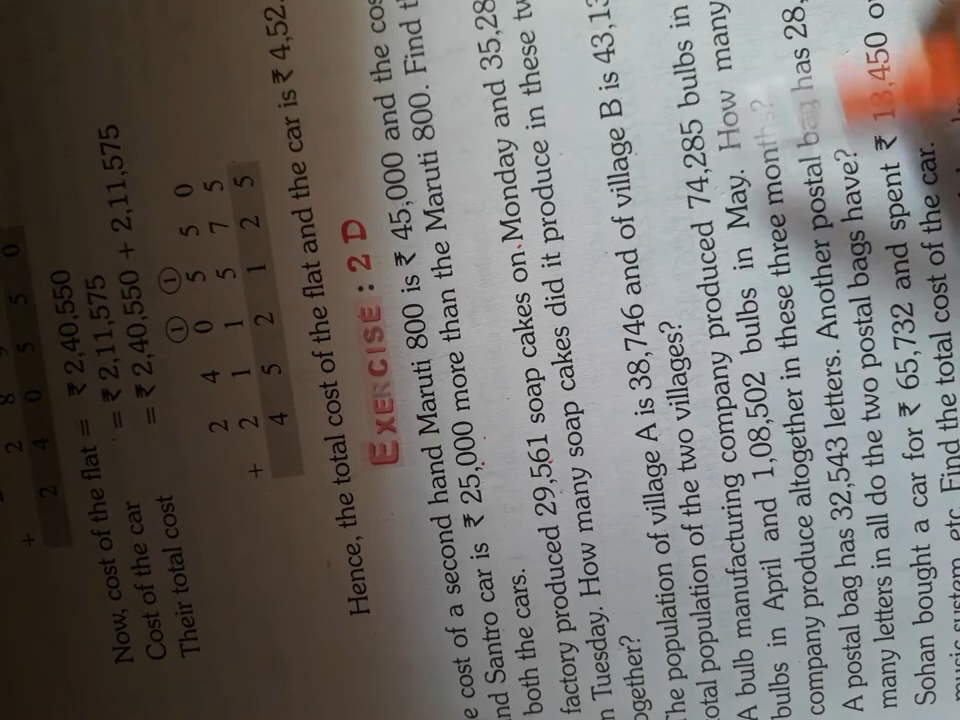 2 8
+
2 4 0 5 5 0
Now, cost of the flat = ₹ 2,40,550
Cost of the car = ₹ 2,11,575
Their total cost = ₹ 2,40,550 + 2,11,575
① ①
2 4 0 5 5 0
+ 2 1 1 5 7 5
4 5 2 1 2 5
Hence, the total cost of the flat and the car is ₹ 4,52
EXERCISE : 2 D
cost of a second hand Maruti 800 is ₹ 45,000 and the
Santro car is ₹ 25,000 more than the Maruti 800. Find
both the cars.
factory produced 29,561 soap cakes on Monday and 35,28
Tuesday. How many soap cakes did it produce in these
ogether?
The population of village A is 38,746 and of village B is 43,13
otal population of the two villages?
A bulb manufacturing company produced 74,285 bulbs in
bulbs in April and 1,08,502 bulbs in May. How many
company produce altogether in these three months?
A postal bag has 32,543 letters. Another postal bag has 28,
many letters in all do the two postal bags have?
Sohan bought a car for ₹ 65,732 and spent ₹ 13,450
music system etc. Find the total cost of the car.